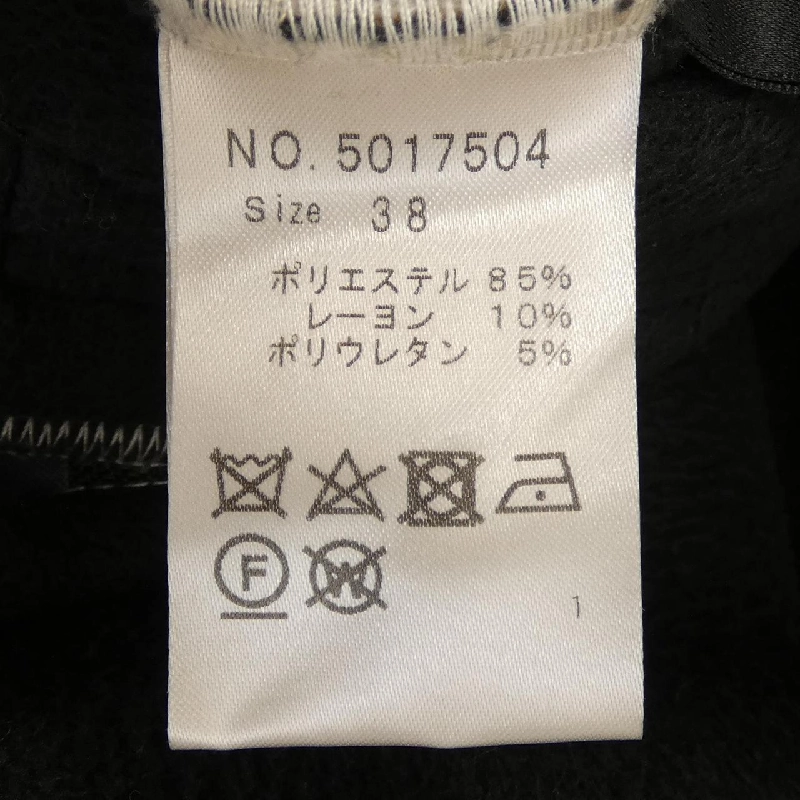 NO. 5017504
Size 38
ポリエステル 85%
レーヨン 10%
ポリウレタン 5%
F
W
1